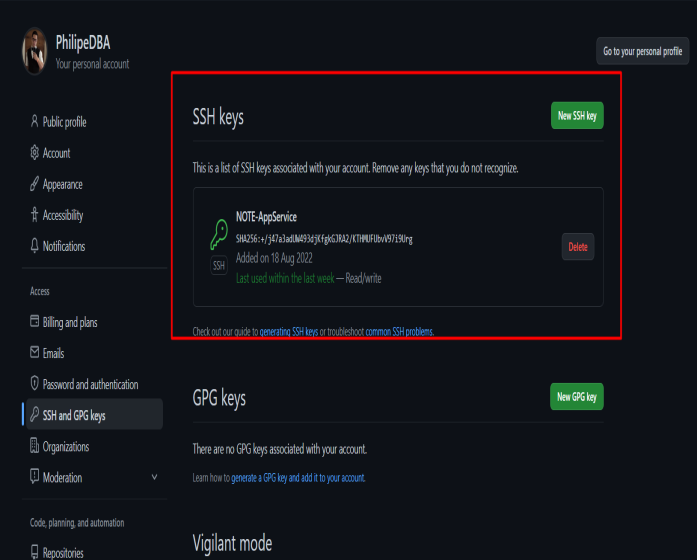 PhilipeDBA
Your personal account
Go to your personal profile
Public profile
Account
Appearance
Accessibility
Notifications
Access
Billing and plans
Emails
Password and authentication
SSH and GPG keys
Organizations
Moderation
Code, planning, and automation
Repositories
SSH keys
New SSH key
This is a list of SSH keys associated with your account. Remove any keys that you do not recognize.
NOTE-AppService
SHA256:+/j47a3adUW493djKfgkGJRA2/KTHMUFUbvV97i9Urg
Added on 18 Aug 2022
Last used within the last week — Read/write
SSH
Delete
Check out our guide to generating SSH keys or troubleshoot common SSH problems.
GPG keys
New GPG key
There are no GPG keys associated with your account.
Learn how to generate a GPG key and add it to your account.
Vigilant mode